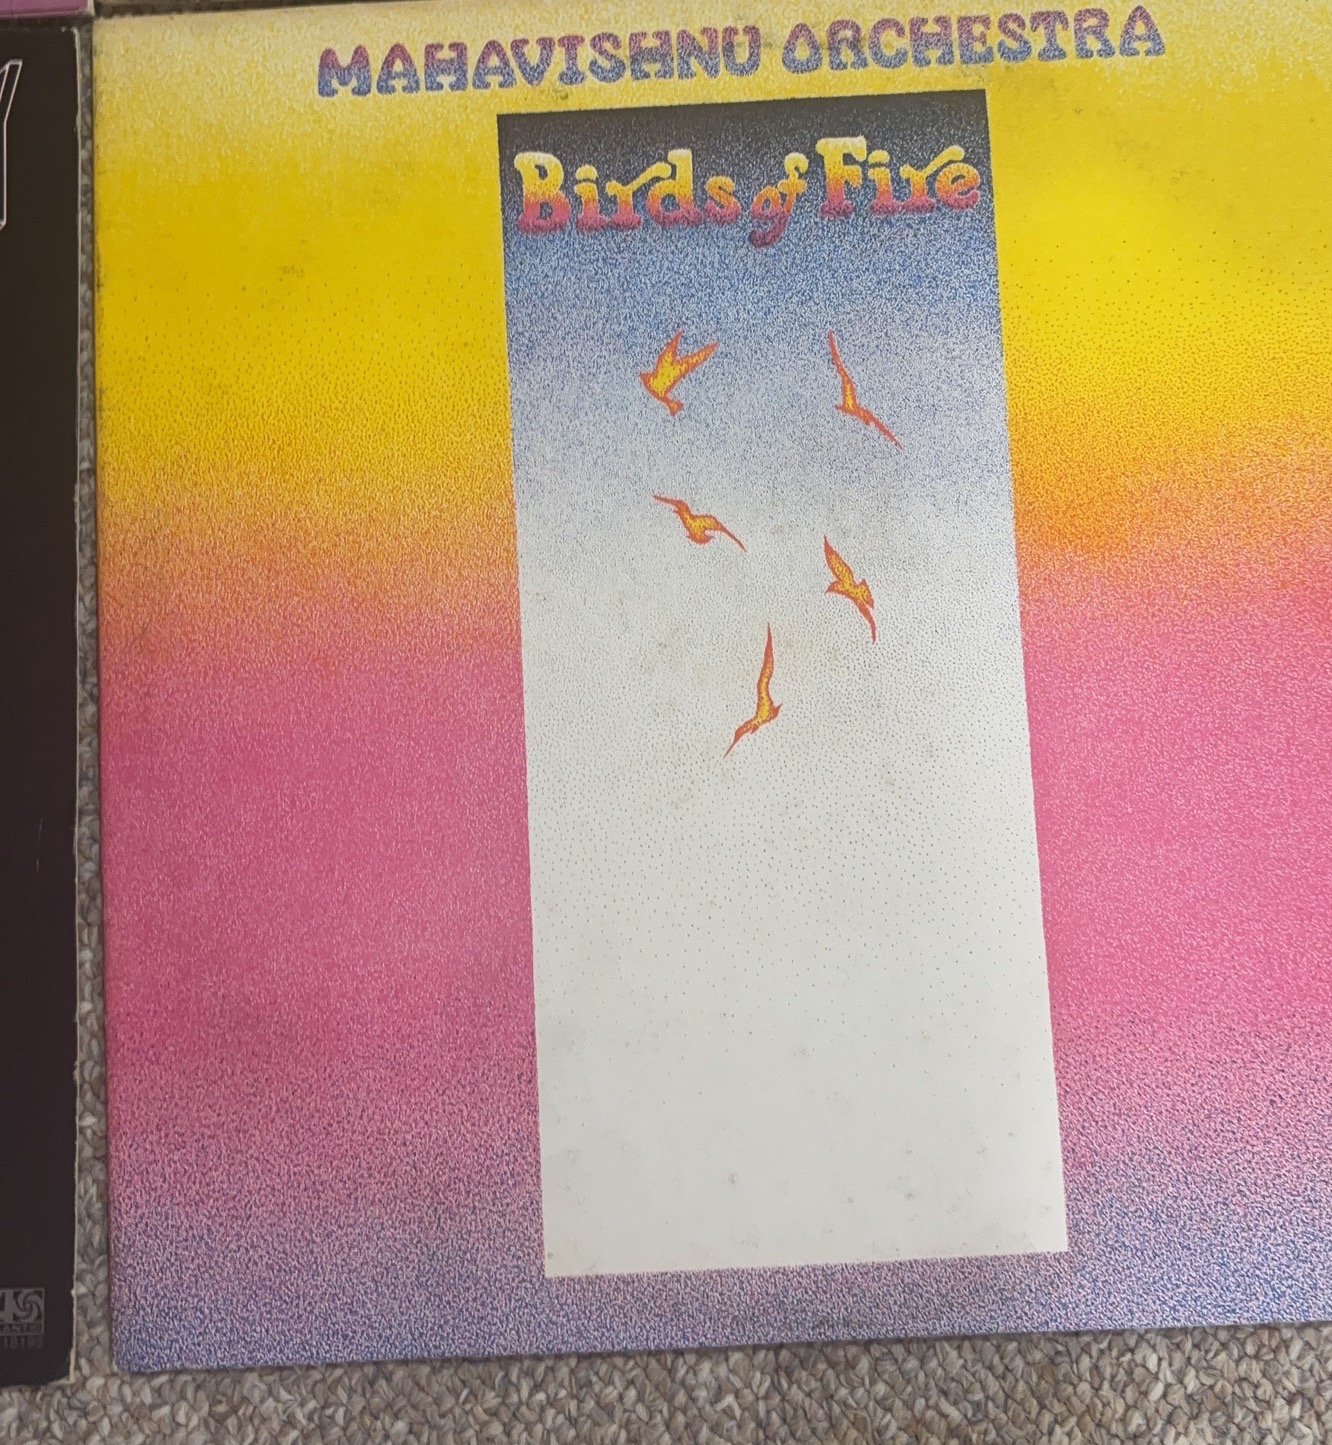 MAHAVISHNU ORCHESTRA
Birds of Fire